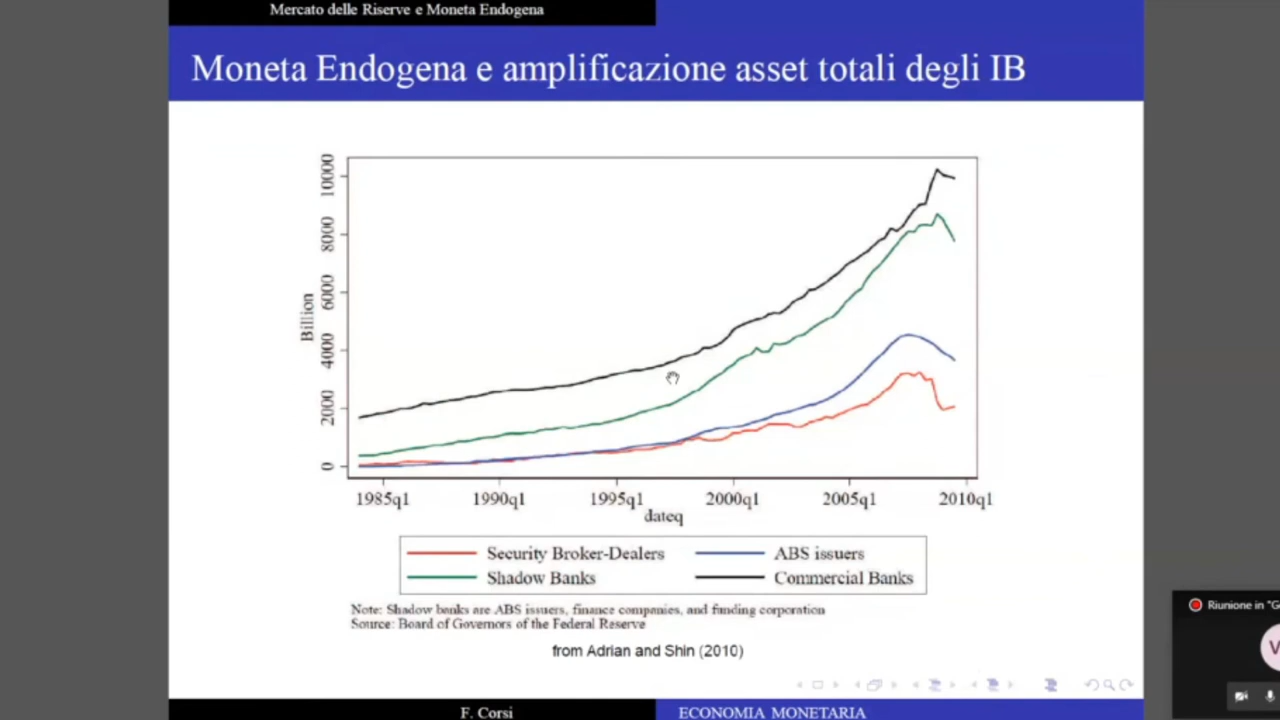 Mercato delle Riserve e Moneta Endogena
Moneta Endogena e amplificazione asset totali degli IB
10000
8000
6000
4000
2000
0
Billion
1985q1 1990q1 1995q1 2000q1 2005q1 2010q1
dateq
Security Broker-Dealers ABS issuers
Shadow Banks Commercial Banks
Note: Shadow banks are ABS issuers, finance companies, and funding corporation
Source: Board of Governors of the Federal Reserve
from Adrian and Shin (2010)
Riunione in "G
V
F. Corsi ECONOMIA MONETARIA